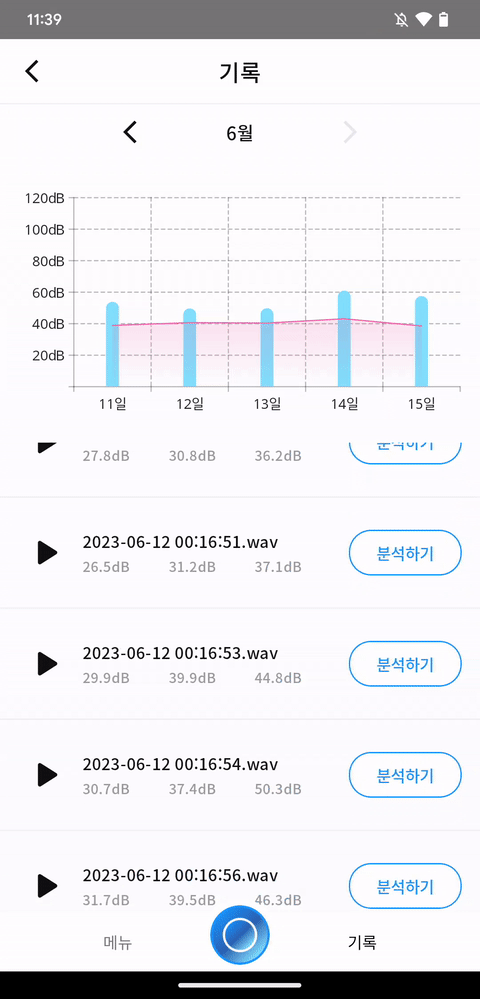 11:39
기록
6월
120dB
100dB
80dB
60dB
40dB
20dB
11일 12일 13일 14일 15일
27.8dB 30.8dB 36.2dB 분석하기
2023-06-12 00:16:51.wav
26.5dB 31.2dB 37.1dB
분석하기
2023-06-12 00:16:53.wav
29.9dB 39.9dB 44.8dB
분석하기
2023-06-12 00:16:54.wav
30.7dB 37.4dB 50.3dB
분석하기
2023-06-12 00:16:56.wav
31.7dB 39.5dB 46.3dB
분석하기
메뉴 기록